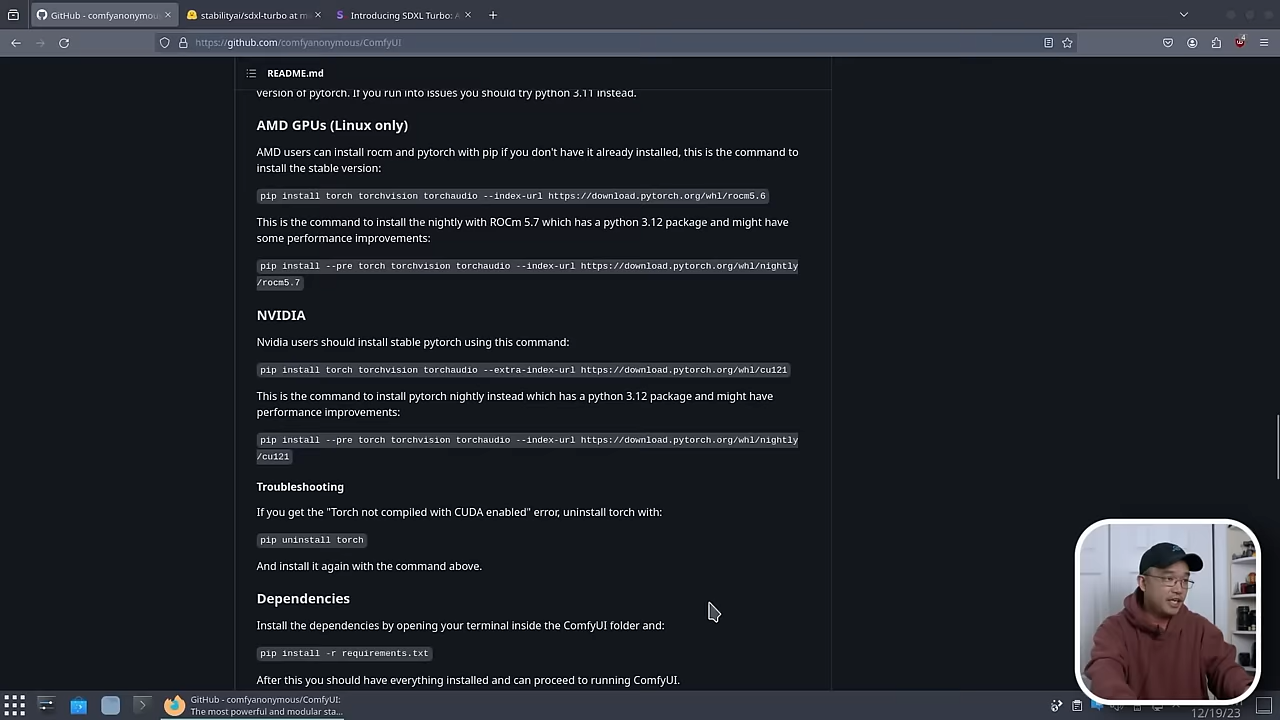 GitHub - comfyanonymou
stabilityai/sdxl-turbo at m
Introducing SDXL Turbo: A
https://github.com/comfyanonymous/ComfyUI
README.md
version of pytorch. If you run into issues you should try python 3.11 instead.
AMD GPUs (Linux only)
AMD users can install rocm and pytorch with pip if you don't have it already installed, this is the command to
install the stable version:
pip install torch torchvision torchaudio --index-url https://download.pytorch.org/whl/rocm5.6
This is the command to install the nightly with ROCm 5.7 which has a python 3.12 package and might have
some performance improvements:
pip install --pre torch torchvision torchaudio --index-url https://download.pytorch.org/whl/nightly
/rocm5.7
NVIDIA
Nvidia users should install stable pytorch using this command:
pip install torch torchvision torchaudio --extra-index-url https://download.pytorch.org/whl/cu121
This is the command to install pytorch nightly instead which has a python 3.12 package and might have
performance improvements:
pip install --pre torch torchvision torchaudio --index-url https://download.pytorch.org/whl/nightly
/cu121
Troubleshooting
If you get the "Torch not compiled with CUDA enabled" error, uninstall torch with:
pip uninstall torch
And install it again with the command above.
Dependencies
Install the dependencies by opening your terminal inside the ComfyUI folder and:
pip install -r requirements.txt
After this you should have everything installed and can proceed to running ComfyUI.
GitHub - comfyanonymous/ComfyUI:
The most powerful and modular sta...
12/19/23